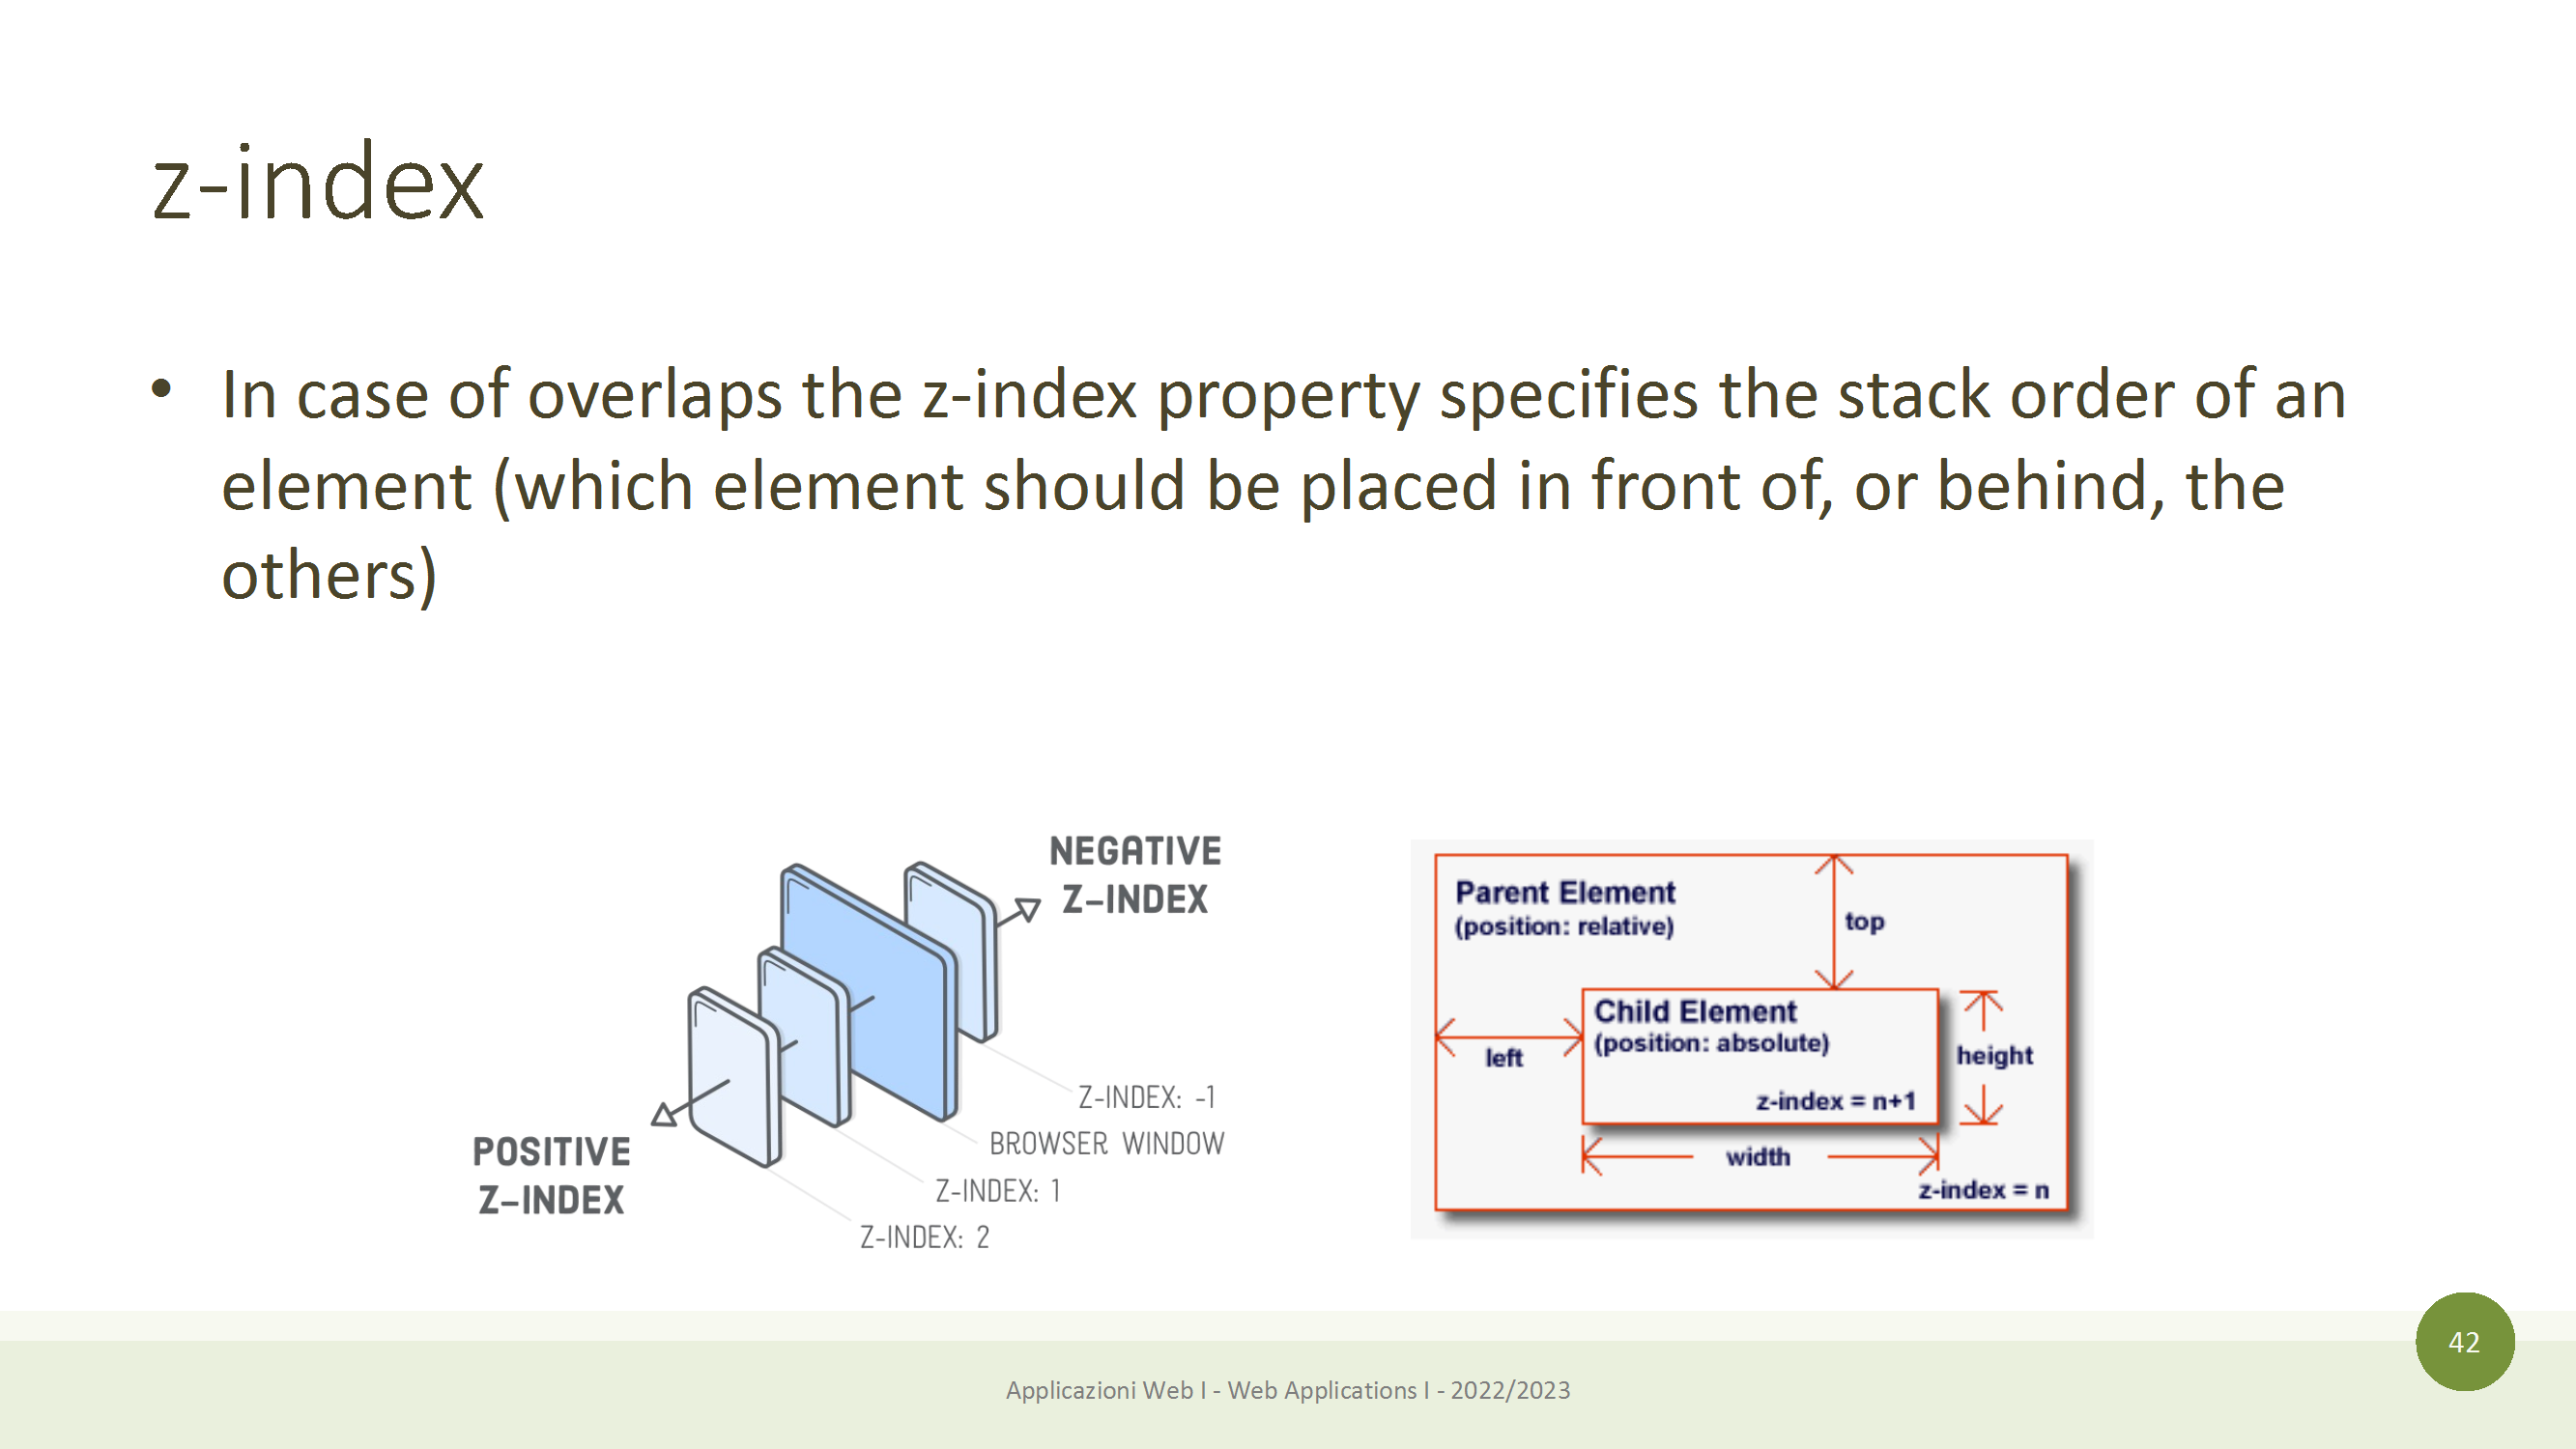 z-index
• In case of overlaps the z-index property specifies the stack order of an
element (which element should be placed in front of, or behind, the
others)
NEGATIVE
Z-INDEX
POSITIVE
Z-INDEX
Z-INDEX: -1
BROWSER WINDOW
Z-INDEX: 1
Z-INDEX: 2
Parent Element
(position: relative)
top
Child Element
(position: absolute)
left
height
z-index = n+1
width
z-index = n
42
Applicazioni Web I - Web Applications I - 2022/2023